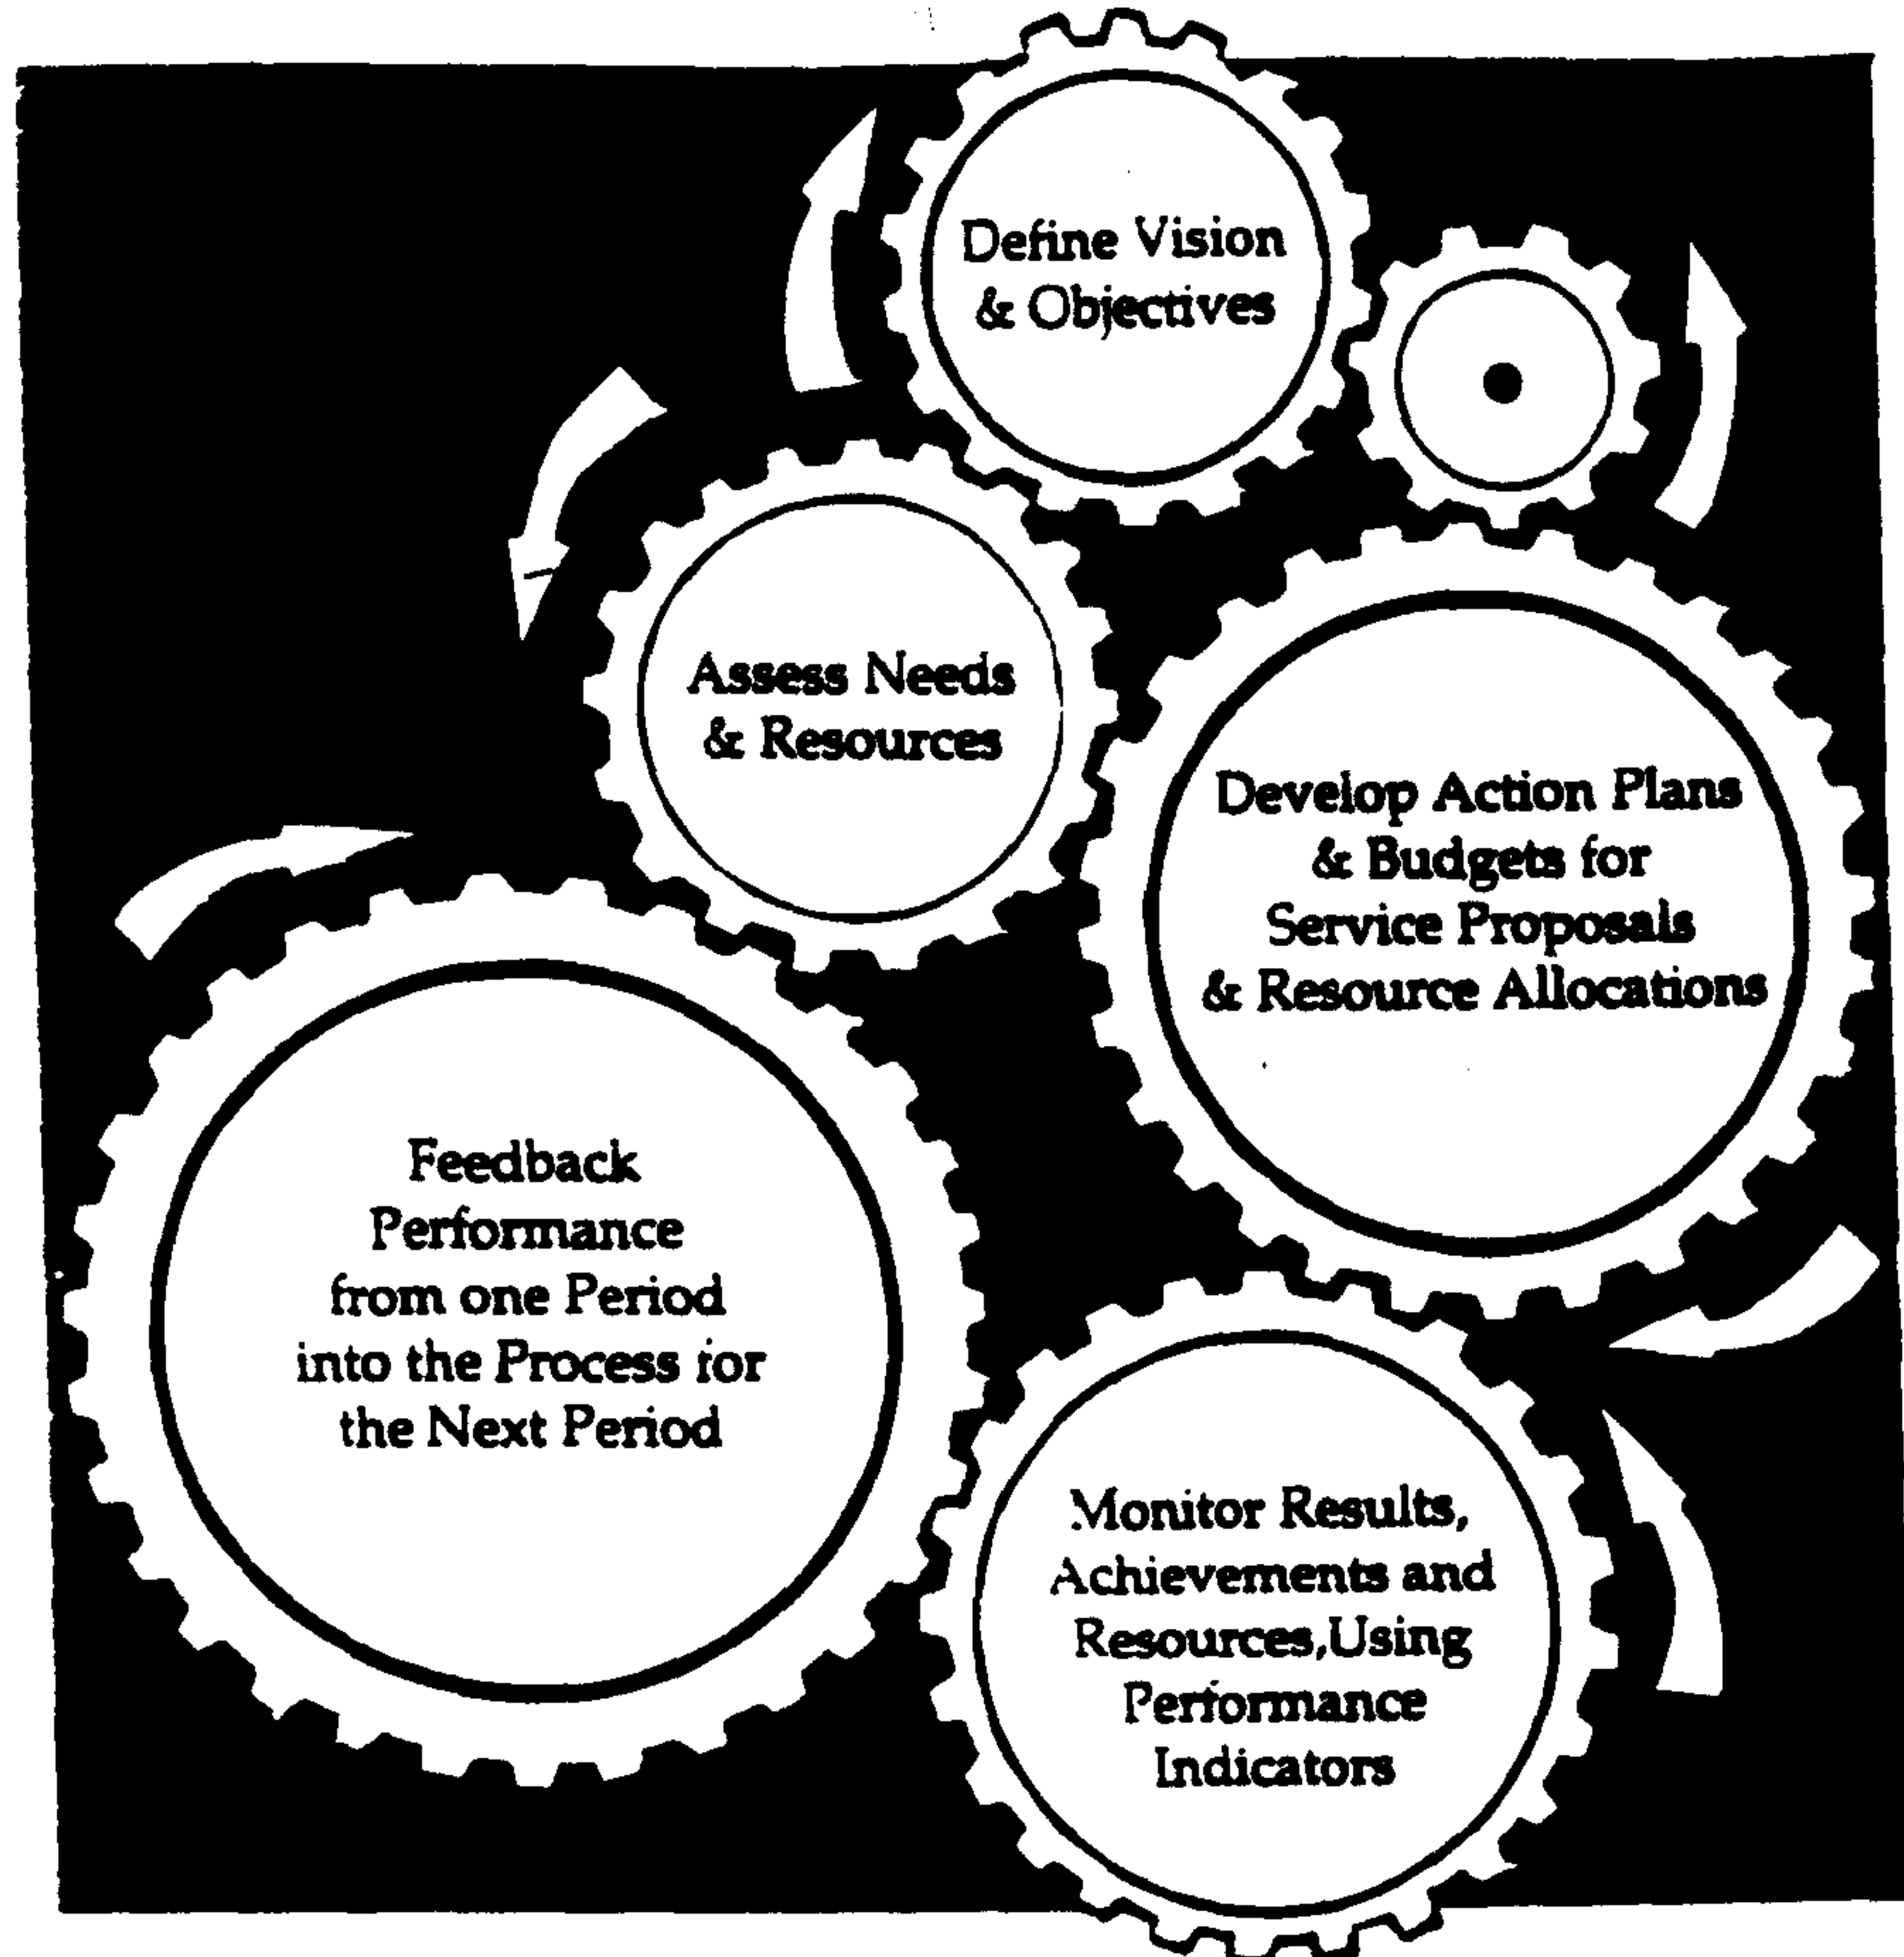 Define Vision
& Objectives
Assess Needs
& Resources
Develop Action Plans
& Budgets for
Service Proposals
& Resource Allocations
Feedback
Performance
from one Period
into the Process for
the Next Period
Monitor Results,
Achievements and
Resources,Using
Performance
Indicators